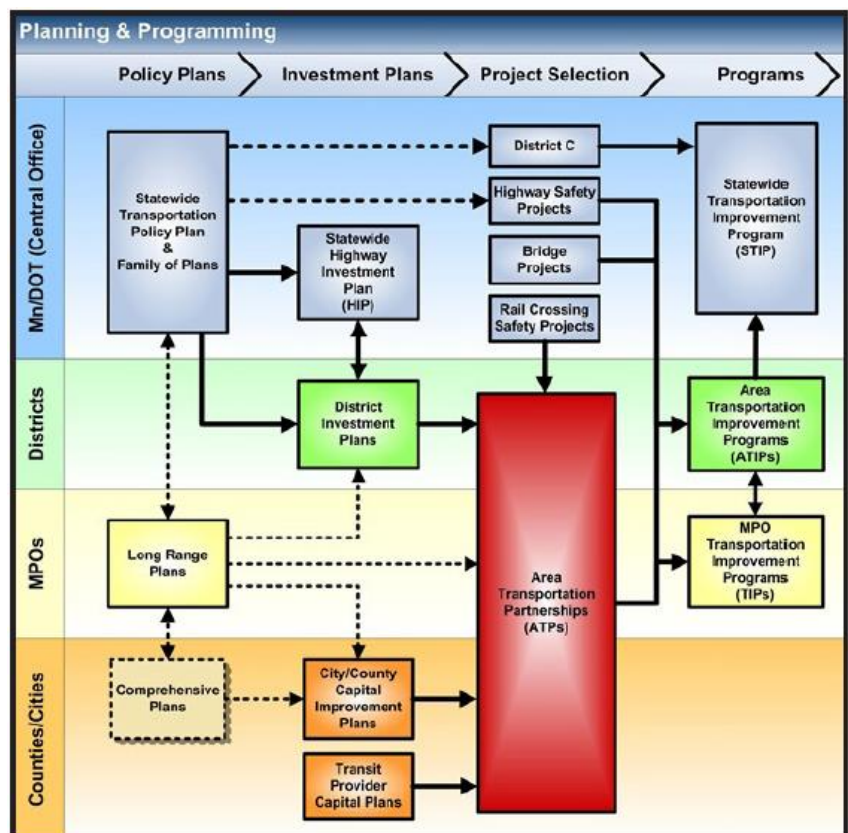 Planning & Programming
Policy Plans
Investment Plans
Project Selection
Programs
Mn/DOT (Central Office)
Statewide
Transportation
Policy Plan
&
Family of Plans
Statewide
Highway
Investment
Plan
(HIP)
District C
Highway Safety
Projects
Bridge
Projects
Rail Crossing
Safety Projects
Statewide
Transportation
Improvement
Program
(STIP)
Districts
District
Investment
Plans
Area
Transportation
Improvement
Programs
(ATIPs)
MPOs
Long Range
Plans
Area
Transportation
Partnerships
(ATPs)
MPO
Transportation
Improvement
Programs
(TIPs)
Counties/Cities
Comprehensive
Plans
City/County
Capital
Improvement
Plans
Transit
Provider
Capital Plans